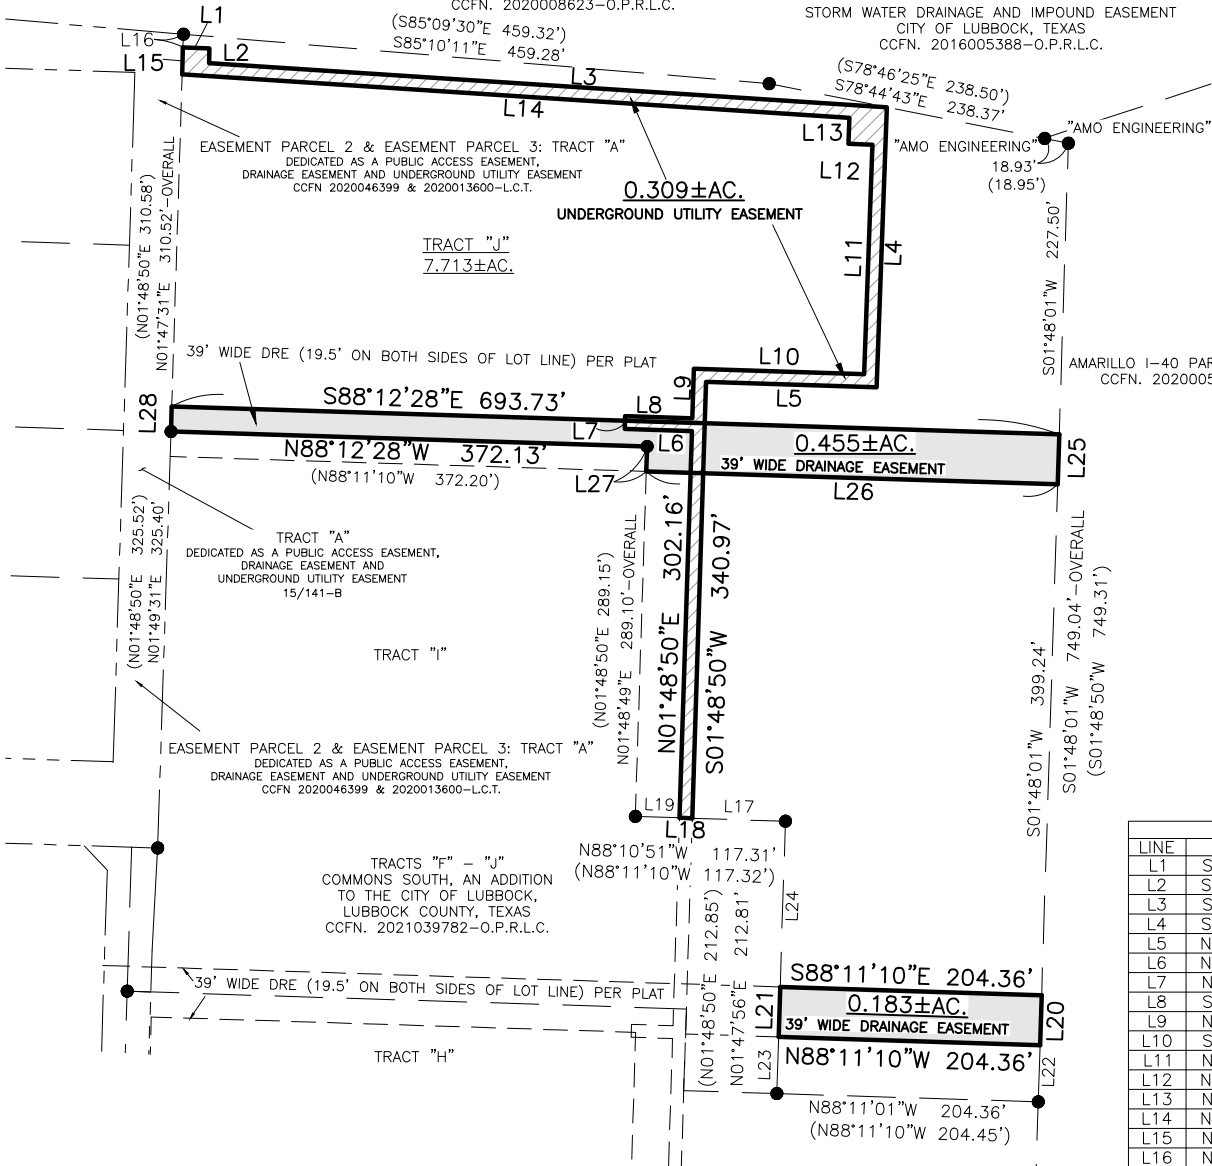 CCFN. 2020008623-O.P.R.L.C.
STORM WATER DRAINAGE AND IMPOUND EASEMENT
CITY OF LUBBOCK, TEXAS
CCFN. 2016005388-O.P.R.L.C.
L1
L16
L2
L15
(S85°09'30"E 459.32')
S85°10'11"E 459.28'
L3
L14
(S78°46'25"E 238.50')
S78°44'43"E 238.37'
L13
L12
"AMO ENGINEERING"
"AMO ENGINEERING"
18.93'
(18.95')
EASEMENT PARCEL 2 & EASEMENT PARCEL 3: TRACT "A"
DEDICATED AS A PUBLIC ACCESS EASEMENT,
DRAINAGE EASEMENT AND UNDERGROUND UTILITY EASEMENT
CCFN 2020046399 & 2020013600-L.C.T.
0.309±AC.
UNDERGROUND UTILITY EASEMENT
TRACT "J"
7.713±AC.
(N01°48'50"E 310.58')
N01°47'31"E 310.52'-OVERALL
L11
L4
S01°48'01"W 227.50'
39' WIDE DRE (19.5' ON BOTH SIDES OF LOT LINE) PER PLAT
L10
L9
L5
AMARILLO I-40 PAR
CCFN. 2020005
L28
S88°12'28"E 693.73'
L8
L7
L6
N88°12'28"W 372.13'
(N88°11'10"W 372.20')
L27
0.455±AC.
39' WIDE DRAINAGE EASEMENT
L26
L25
(N01°48'50"E 325.52')
N01°49'31"E 325.40'
TRACT "A"
DEDICATED AS A PUBLIC ACCESS EASEMENT,
DRAINAGE EASEMENT AND
UNDERGROUND UTILITY EASEMENT
15/141-B
(N01°48'50"E 289.15')
N01°48'49"E 289.10'-OVERALL
N01°48'50"E 302.16'
S01°48'50"W 340.97'
S01°48'01"W 399.24'
S01°48'01"W 749.04'-OVERALL
(S01°48'50"W 749.31')
TRACT "I"
EASEMENT PARCEL 2 & EASEMENT PARCEL 3: TRACT "A"
DEDICATED AS A PUBLIC ACCESS EASEMENT,
DRAINAGE EASEMENT AND UNDERGROUND UTILITY EASEMENT
CCFN 2020046399 & 2020013600-L.C.T.
L19
L17
L18
N88°10'51"W 117.31'
(N88°11'10"W 117.32')
TRACTS "F" - "J"
COMMONS SOUTH, AN ADDITION
TO THE CITY OF LUBBOCK,
LUBBOCK COUNTY, TEXAS
CCFN. 2021039782-O.P.R.L.C.
(N01°48'50"E 212.85')
N01°47'56"E 212.81'
L24
39' WIDE DRE (19.5' ON BOTH SIDES OF LOT LINE) PER PLAT
TRACT "H"
S88°11'10"E 204.36'
L21
0.183±AC.
39' WIDE DRAINAGE EASEMENT
L20
N88°11'10"W 204.36'
L23
L22
N88°11'01"W 204.36'
(N88°11'10"W 204.45')
LINE
L1 S
L2 S
L3 S
L4 S
L5 N
L6 N
L7 N
L8 S
L9 N
L10 S
L11 N
L12 N
L13 N
L14 N
L15 N
L16 N